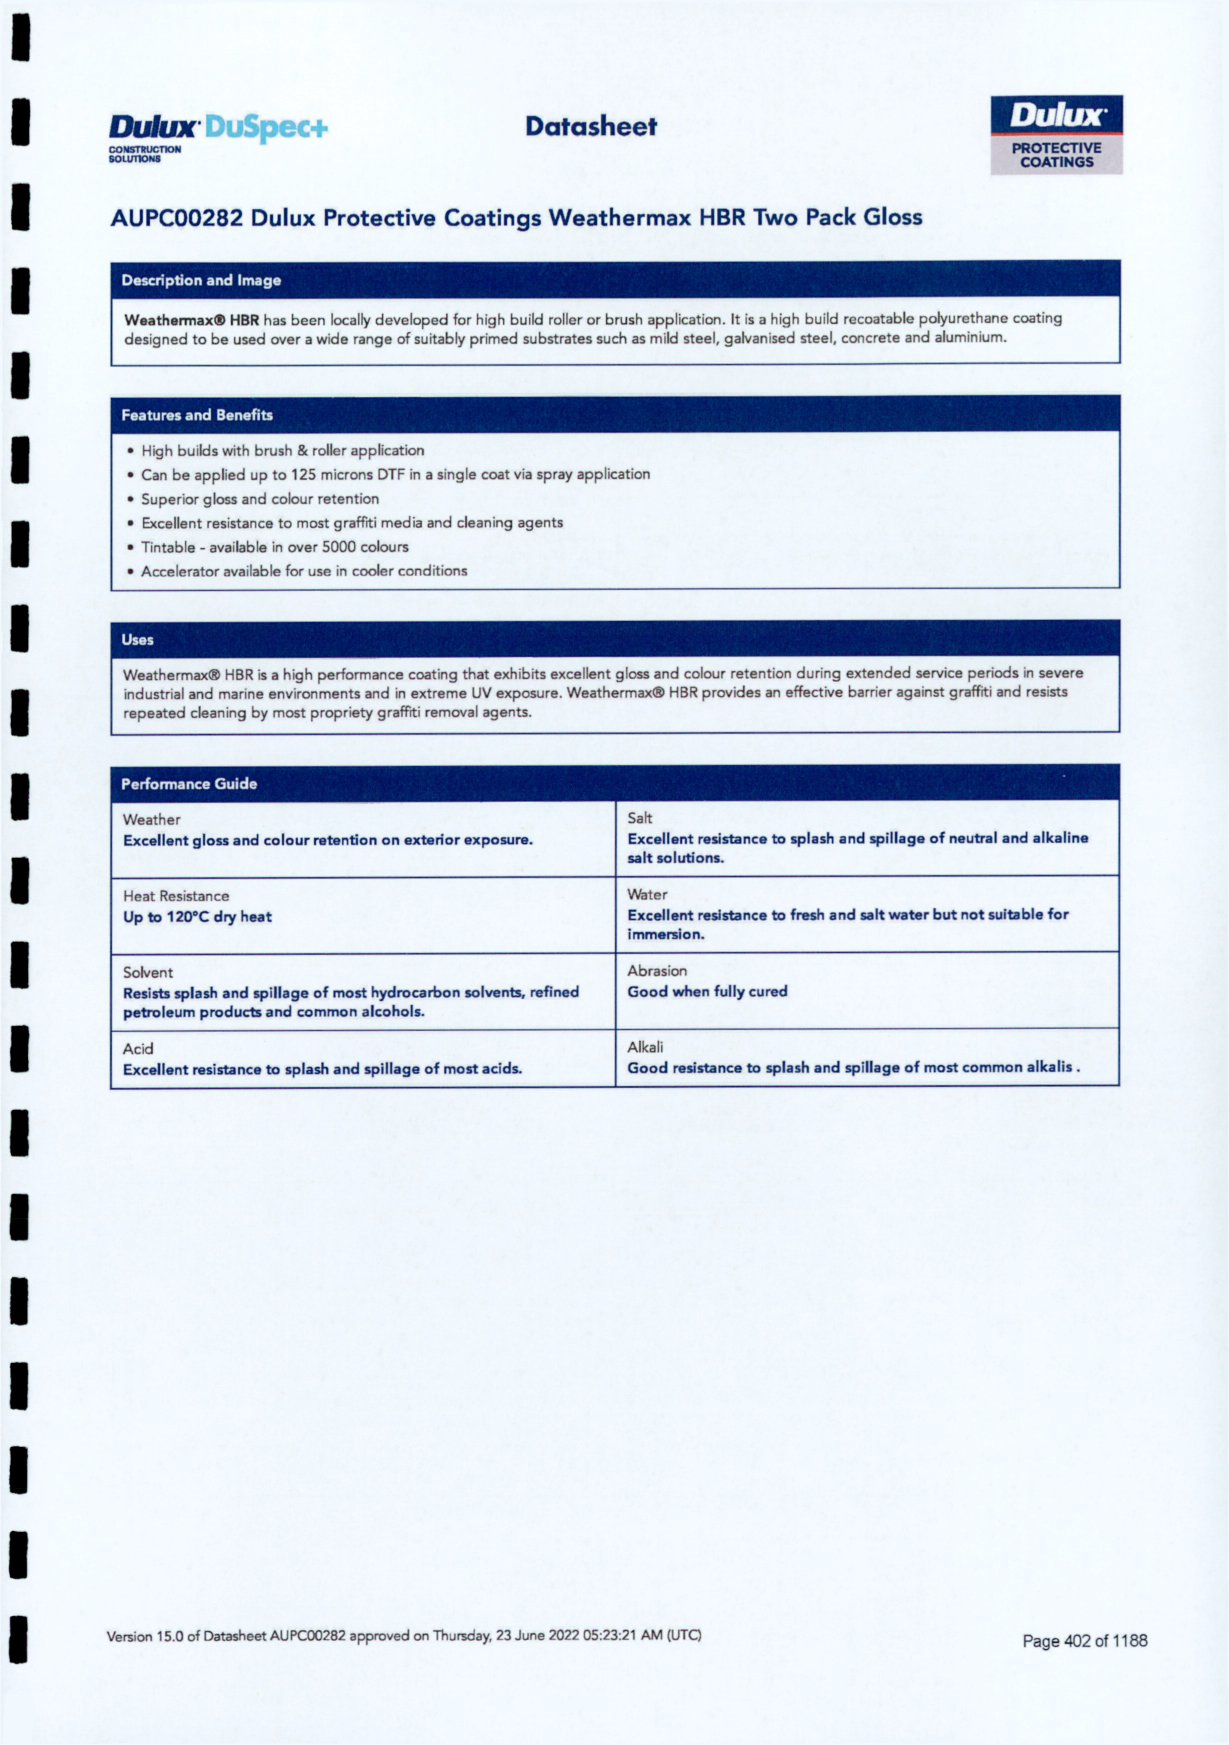 Dulux DuSpec+
CONSTRUCTION
SOLUTIONS
Datasheet
Dulux
PROTECTIVE
COATINGS
AUPC00282 Dulux Protective Coatings Weathermax HBR Two Pack Gloss
Description and Image
Weathermax® HBR has been locally developed for high build roller or brush application. It is a high build recoatable polyurethane coating
designed to be used over a wide range of suitably primed substrates such as mild steel, galvanised steel, concrete and aluminium.
Features and Benefits
• High builds with brush & roller application
• Can be applied up to 125 microns DTF in a single coat via spray application
• Superior gloss and colour retention
• Excellent resistance to most graffiti media and cleaning agents
• Tintable - available in over 5000 colours
• Accelerator available for use in cooler conditions
Uses
Weathermax® HBR is a high performance coating that exhibits excellent gloss and colour retention during extended service periods in severe
industrial and marine environments and in extreme UV exposure. Weathermax® HBR provides an effective barrier against graffiti and resists
repeated cleaning by most propriety graffiti removal agents.
Performance Guide
Weather
Excellent gloss and colour retention on exterior exposure.
Salt
Excellent resistance to splash and spillage of neutral and alkaline
salt solutions.
Heat Resistance
Up to 120°C dry heat
Water
Excellent resistance to fresh and salt water but not suitable for
immersion.
Solvent
Resists splash and spillage of most hydrocarbon solvents, refined
petroleum products and common alcohols.
Abrasion
Good when fully cured
Acid
Excellent resistance to splash and spillage of most acids.
Alkali
Good resistance to splash and spillage of most common alkalis .
Version 15.0 of Datasheet AUPC00282 approved on Thursday, 23 June 2022 05:23:21 AM (UTC)
Page 402 of 1188